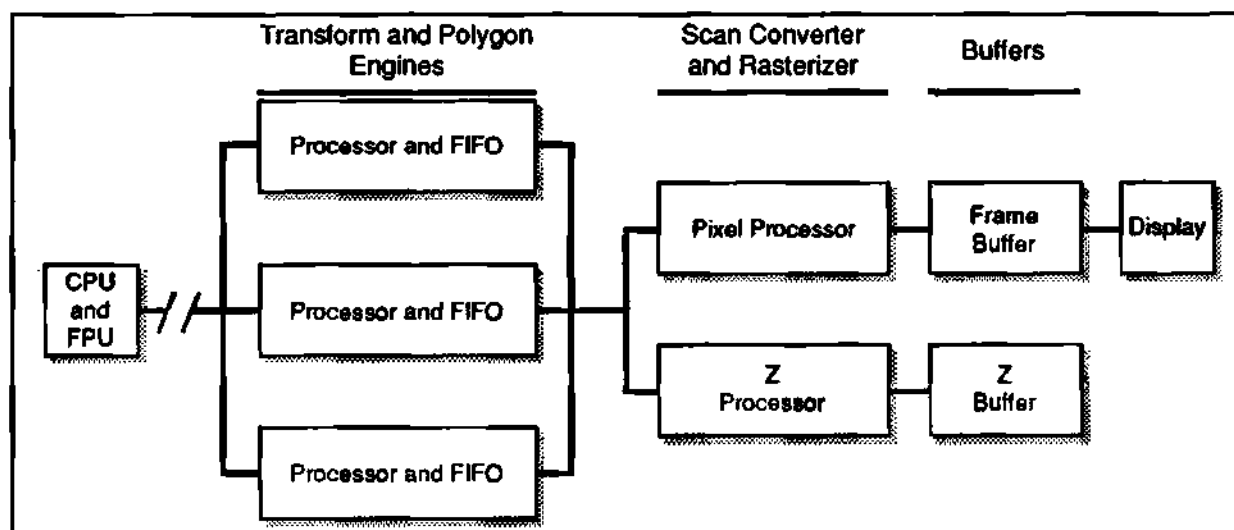 Transform and Polygon
Engines
Scan Converter
and Rasterizer
Buffers
Processor and FIFO
Pixel Processor
Frame
Buffer
Display
CPU
and
FPU
Processor and FIFO
Z
Processor
Z
Buffer
Processor and FIFO